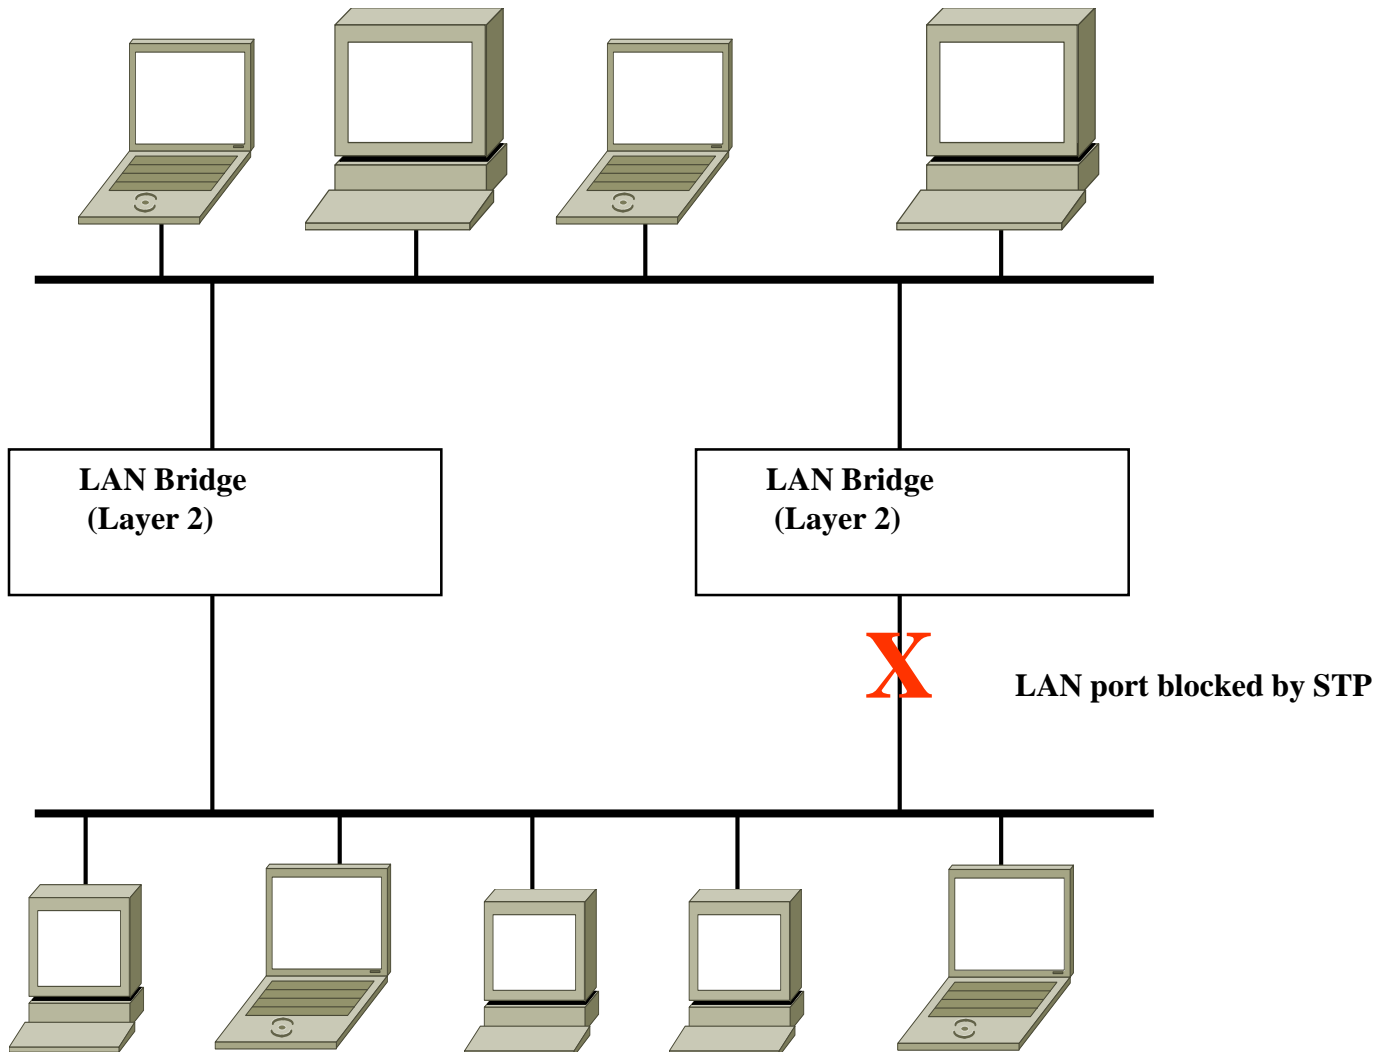 LAN Bridge
(Layer 2)
LAN Bridge
(Layer 2)
X
LAN port blocked by STP